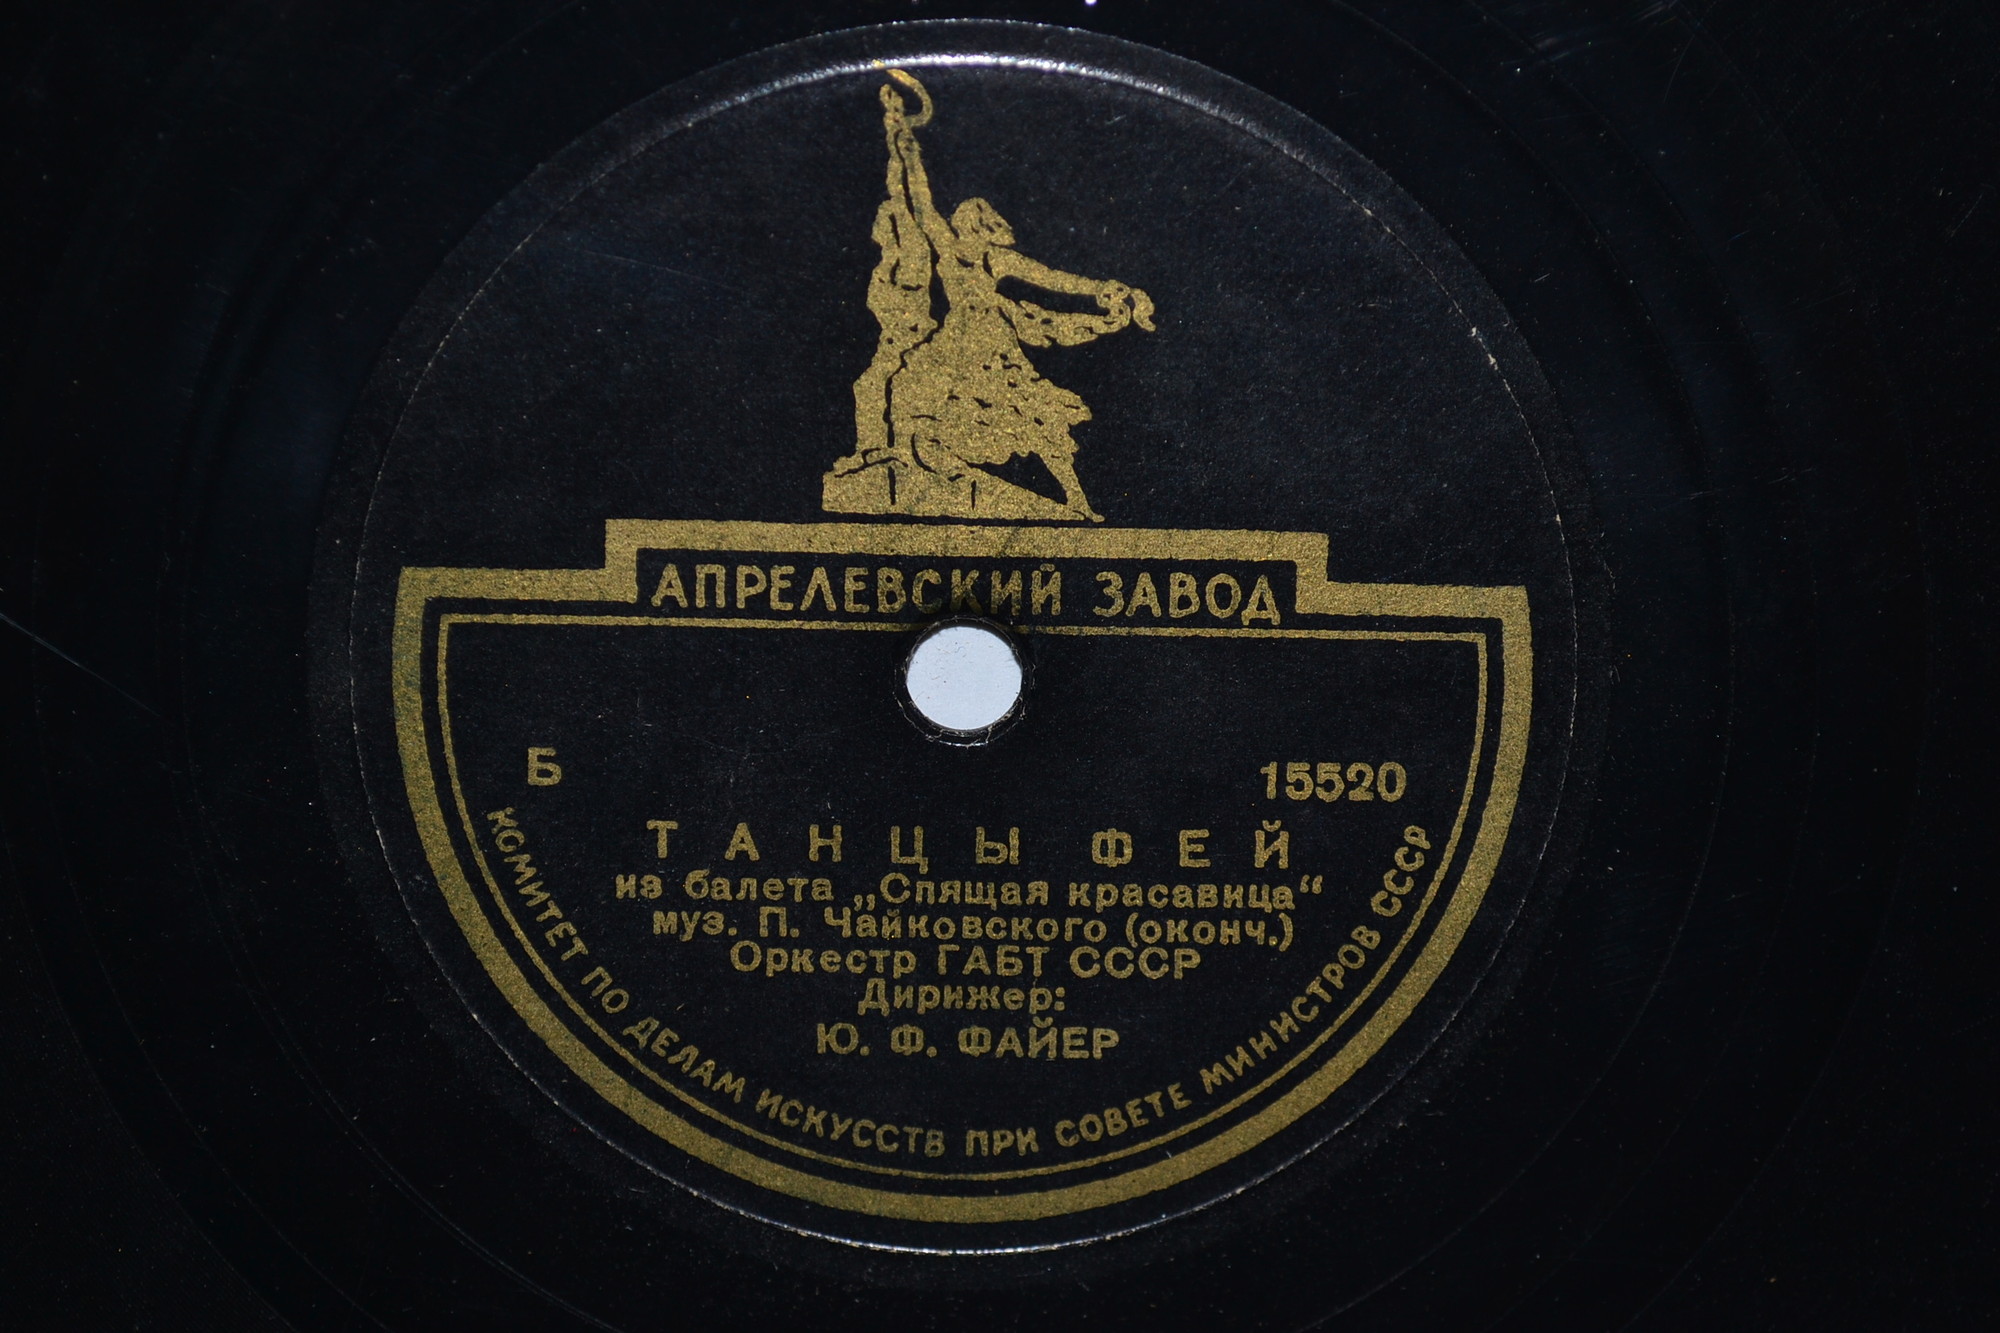 АПРЕЛЕВСКИЙ ЗАВОД
Б 15520
ТАНЦЫ ФЕЙ
из балета „Спящая красавица“
муз. П. Чайковского (оконч.)
Оркестр ГАБТ СССР
Дирижер:
Ю. Ф. ФАЙЕР
КОМИТЕТ ПО ДЕЛАМ ИСКУССТВ ПРИ СОВЕТЕ МИНИСТРОВ СССР